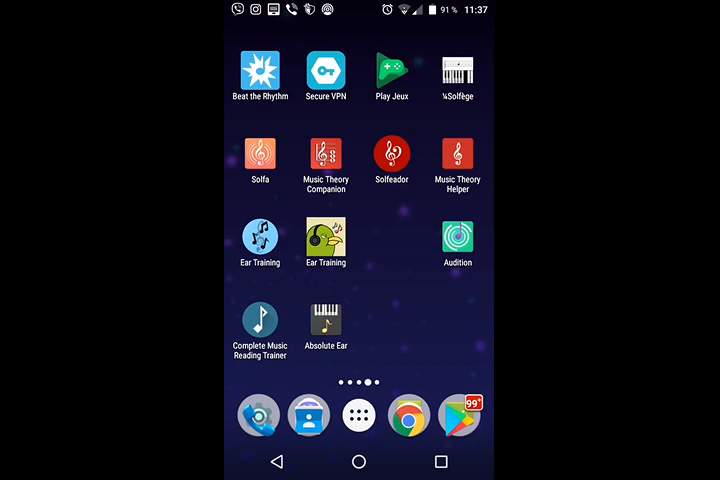 91 % 11:37
Beat the Rhythm Secure VPN Play Jeux ¼Solfège
Solfa Music Theory Solfeador Music Theory
Companion Helper
Ear Training Ear Training Audition
Complete Music Absolute Ear
Reading Trainer
99+